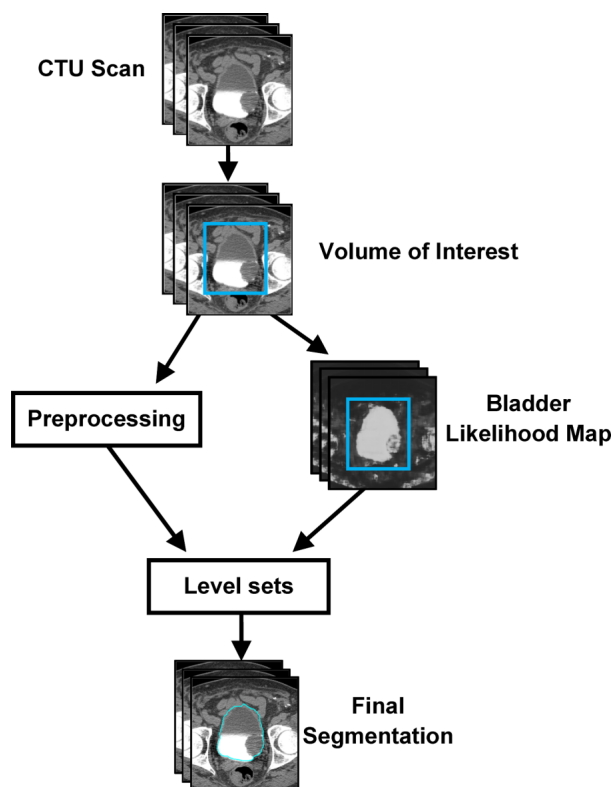 CTU Scan
Volume of Interest
Preprocessing
Bladder
Likelihood Map
Level sets
Final
Segmentation